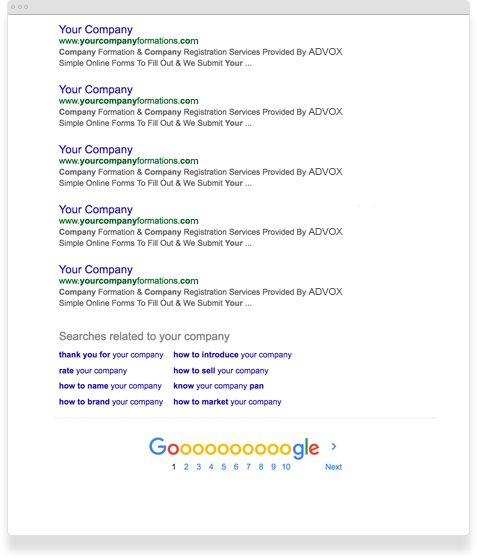 Your Company
www.yourcompanyformations.com
Company Formation & Company Registration Services Provided By ADVOX
Simple Online Forms To Fill Out & We Submit Your ...
Your Company
www.yourcompanyformations.com
Company Formation & Company Registration Services Provided By ADVOX
Simple Online Forms To Fill Out & We Submit Your ...
Your Company
www.yourcompanyformations.com
Company Formation & Company Registration Services Provided By ADVOX
Simple Online Forms To Fill Out & We Submit Your ...
Your Company
www.yourcompanyformations.com
Company Formation & Company Registration Services Provided By ADVOX
Simple Online Forms To Fill Out & We Submit Your ...
Your Company
www.yourcompanyformations.com
Company Formation & Company Registration Services Provided By ADVOX
Simple Online Forms To Fill Out & We Submit Your ...
Searches related to your company
thank you for your company how to introduce your company
rate your company how to sell your company
how to name your company know your company pan
how to brand your company how to market your company
Goooooooooogle >
1 2 3 4 5 6 7 8 9 10 Next